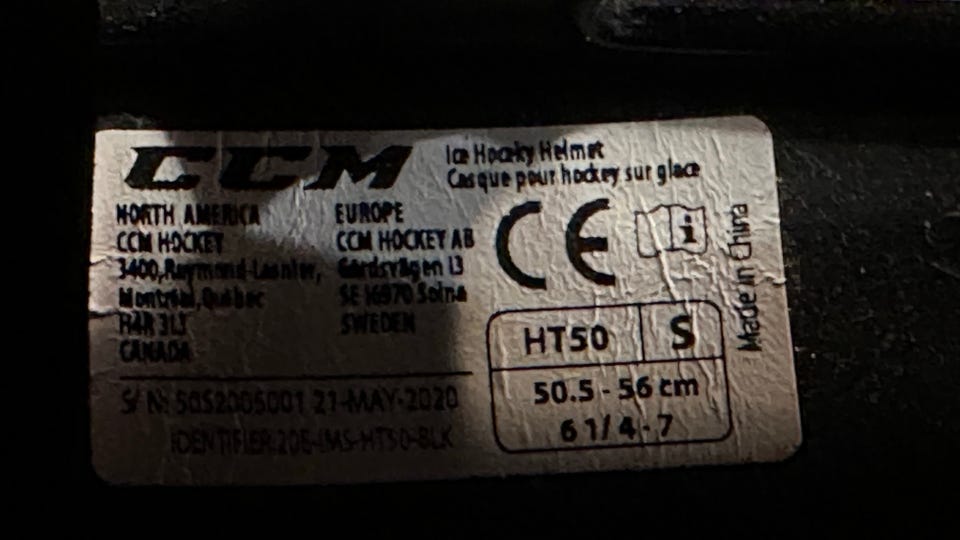 CCM
Ice Hoceky Helmet
Casque pour hockey sur glace
NORTH AMERICA
CCM HOCKEY
3400,Raymond-Lasnier,
Montréal,Québec
H4R 3L3
CANADA
EUROPE
CCM HOCKEY AB
Gårdsvägen 13
SE 16970 Solna
SWEDEN
CE
i
HT50
S
50.5 - 56 cm
6 1/4 - 7
S/ N: 5052005001 21-MAY-2020
IDENTIFIER:20E-IMS-HT50-BLK
Made in China